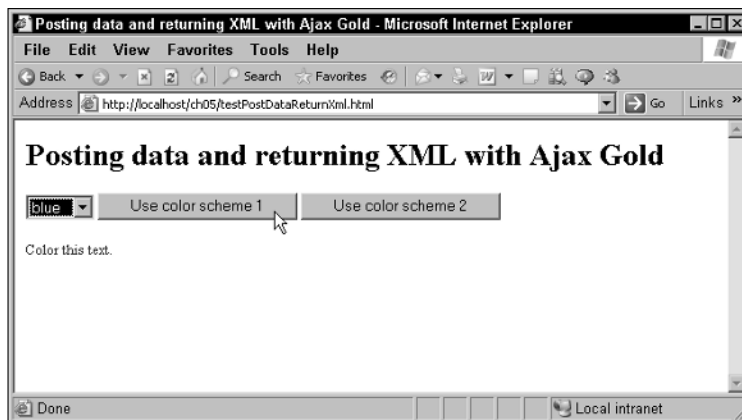 Posting data and returning XML with Ajax Gold - Microsoft Internet Explorer
File Edit View Favorites Tools Help
Back Search Favorites
Address http://localhost/ch05/testPostDataReturnXml.html Go Links »
Posting data and returning XML with Ajax Gold
blue Use color scheme 1 Use color scheme 2
Color this text.
Done Local intranet